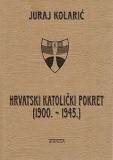 JURAJ KOLARIĆ
HRVATSKI KATOLIČKI POKRET
(1900. - 1945.)